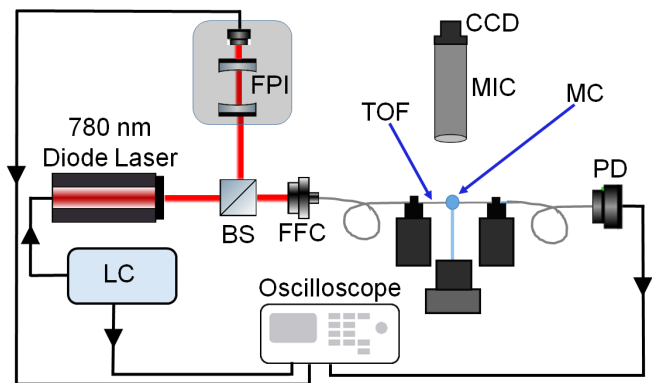 CCD
FPI
MIC
MC
TOF
780 nm
Diode Laser
PD
BS
FFC
LC
Oscilloscope